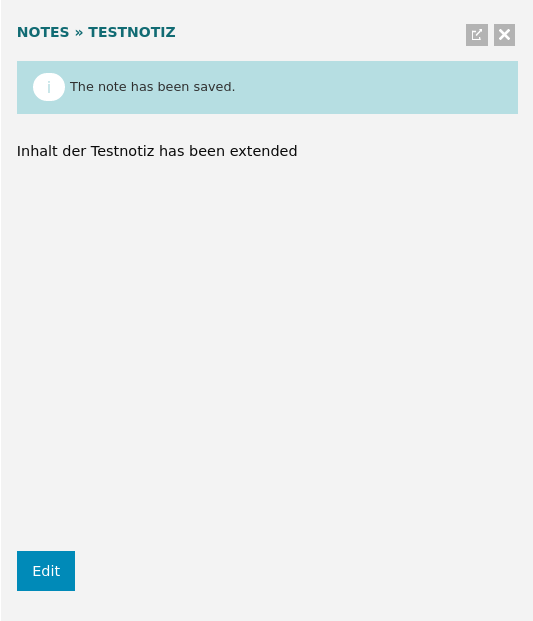 NOTES » TESTNOTIZ
i The note has been saved.
Inhalt der Testnotiz has been extended
Edit